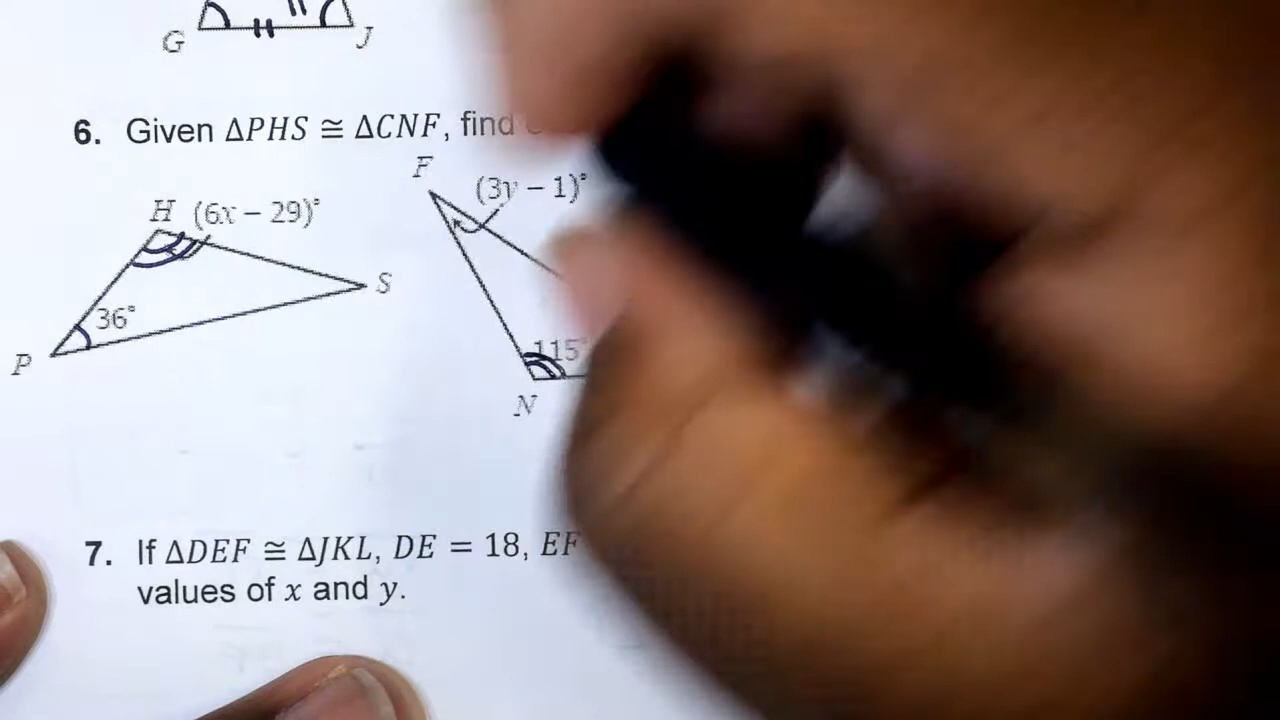 G J
6. Given ΔPHS ≅ ΔCNF, find
F
(3y – 1)°
H (6x – 29)°
S
36°
115°
P
N
7. If ΔDEF ≅ ΔJKL, DE = 18, EF
values of x and y.